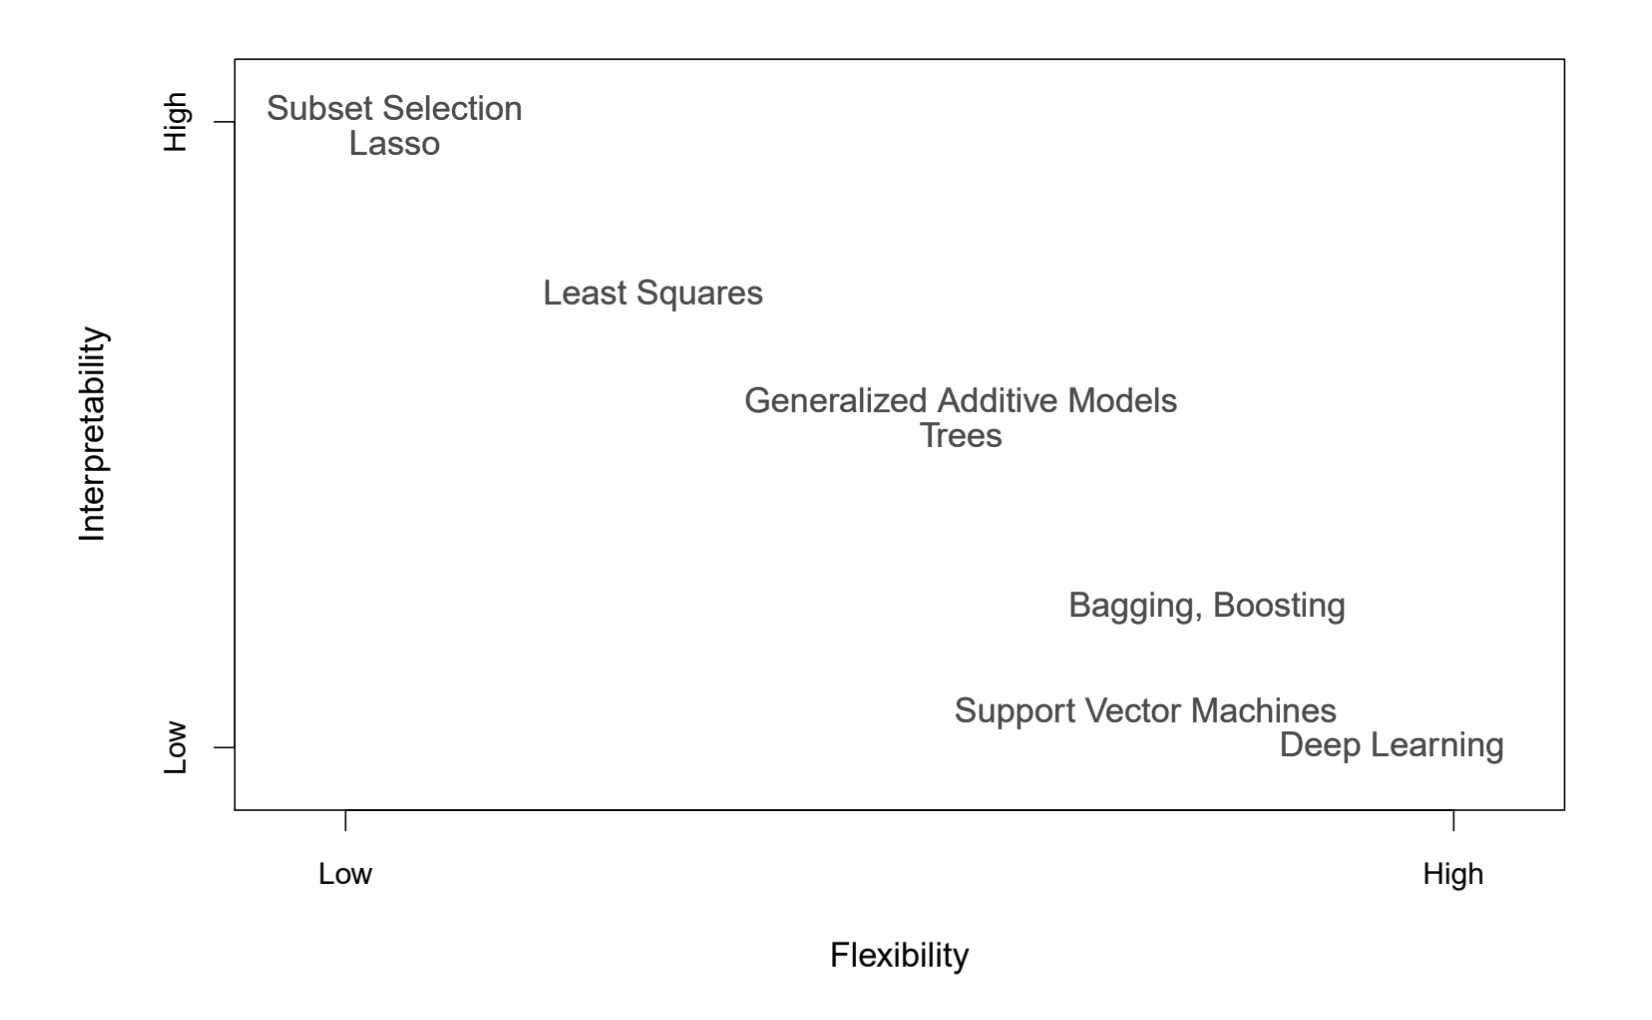 High
Subset Selection
Lasso
Least Squares
Interpretability
Generalized Additive Models
Trees
Bagging, Boosting
Support Vector Machines
Low
Deep Learning
Low
High
Flexibility